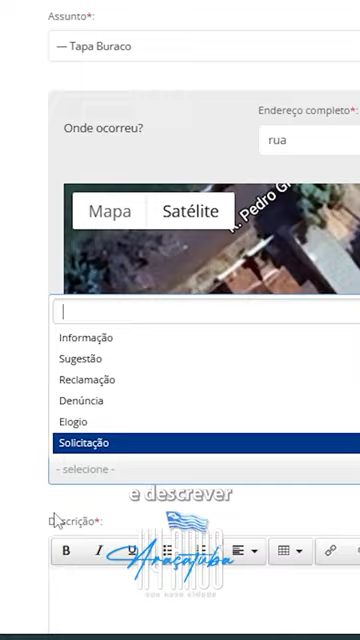 Assunto*:
— Tapa Buraco
Endereço completo*:
Onde ocorreu?
rua
Mapa Satélite
R. Pedro
Informação
Sugestão
Reclamação
Denúncia
Elogio
Solicitação
- selecione -
e descrever
Descrição*:
B I U
Araçatuba